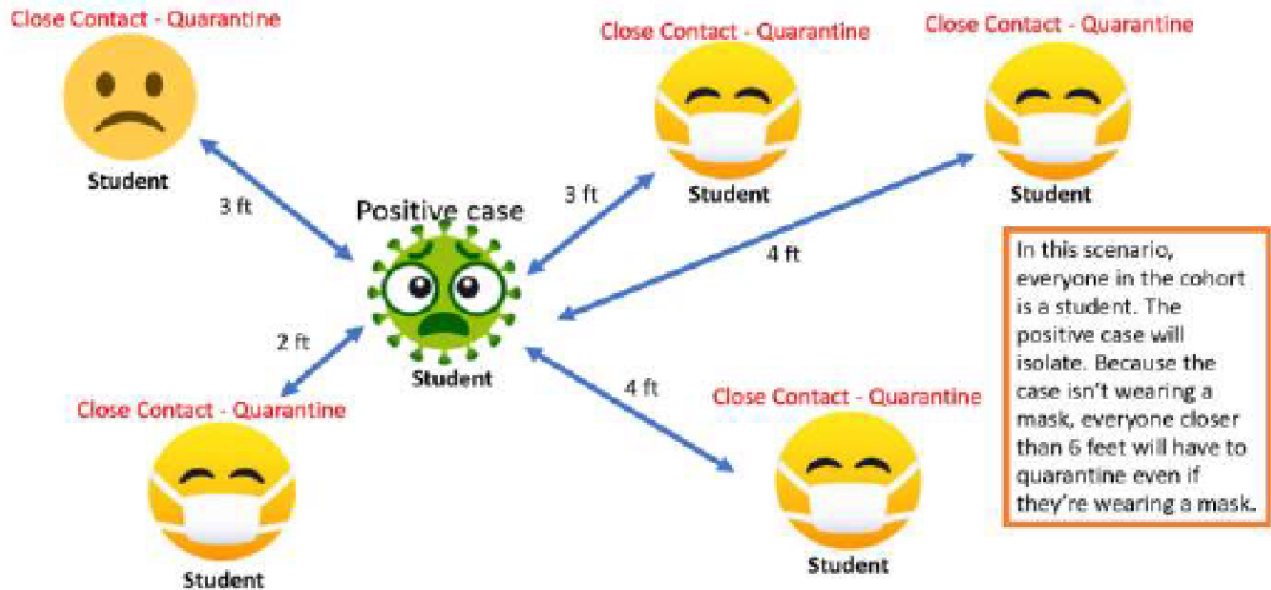 Close Contact - Quarantine
Student
3 ft
Close Contact - Quarantine
Student
3 ft
Close Contact - Quarantine
Student
4 ft
Positive case
Student
2 ft
Close Contact - Quarantine
Student
4 ft
Close Contact - Quarantine
Student
In this scenario,
everyone in the cohort
is a student. The
positive case will
isolate. Because the
case isn't wearing a
mask, everyone closer
than 6 feet will have to
quarantine even if
they're wearing a mask.